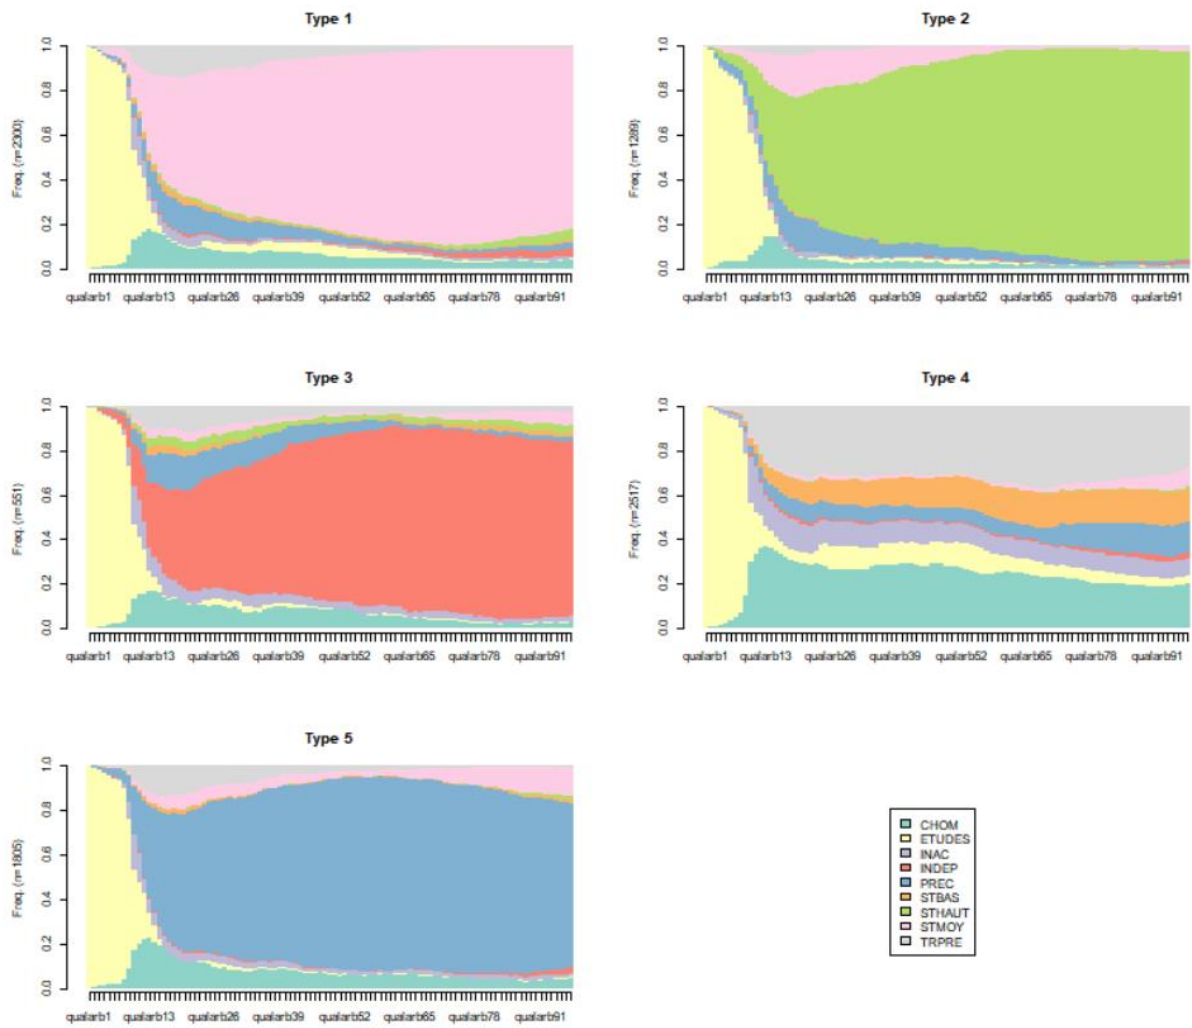 Type 1
Freq. (n=2300)
0.0 0.2 0.4 0.6 0.8 1.0
qualarb1 qualarb13 qualarb26 qualarb39 qualarb52 qualarb65 qualarb78 qualarb91
Type 2
Freq. (n=1289)
0.0 0.2 0.4 0.6 0.8 1.0
qualarb1 qualarb13 qualarb26 qualarb39 qualarb52 qualarb65 qualarb78 qualarb91
Type 3
Freq. (n=551)
0.0 0.2 0.4 0.6 0.8 1.0
qualarb1 qualarb13 qualarb26 qualarb39 qualarb52 qualarb65 qualarb78 qualarb91
Type 4
Freq. (n=2517)
0.0 0.2 0.4 0.6 0.8 1.0
qualarb1 qualarb13 qualarb26 qualarb39 qualarb52 qualarb65 qualarb78 qualarb91
Type 5
Freq. (n=1805)
0.0 0.2 0.4 0.6 0.8 1.0
qualarb1 qualarb13 qualarb26 qualarb39 qualarb52 qualarb65 qualarb78 qualarb91
CHOM
ETUDES
INAC
INDEP
PREC
STBAS
STHAUT
STMOY
TRPRE